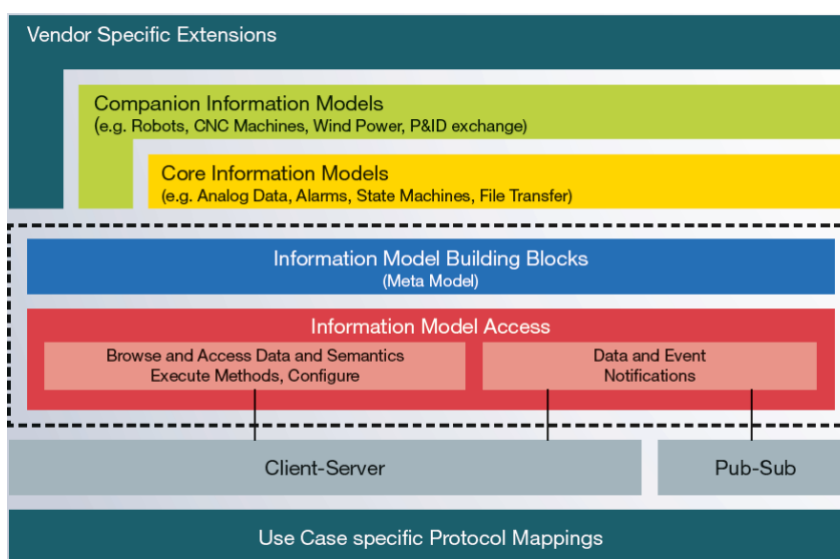 Vendor Specific Extensions
Companion Information Models
(e.g. Robots, CNC Machines, Wind Power, P&ID exchange)
Core Information Models
(e.g. Analog Data, Alarms, State Machines, File Transfer)
Information Model Building Blocks
(Meta Model)
Information Model Access
Browse and Access Data and Semantics
Execute Methods, Configure
Data and Event
Notifications
Client-Server
Pub-Sub
Use Case specific Protocol Mappings